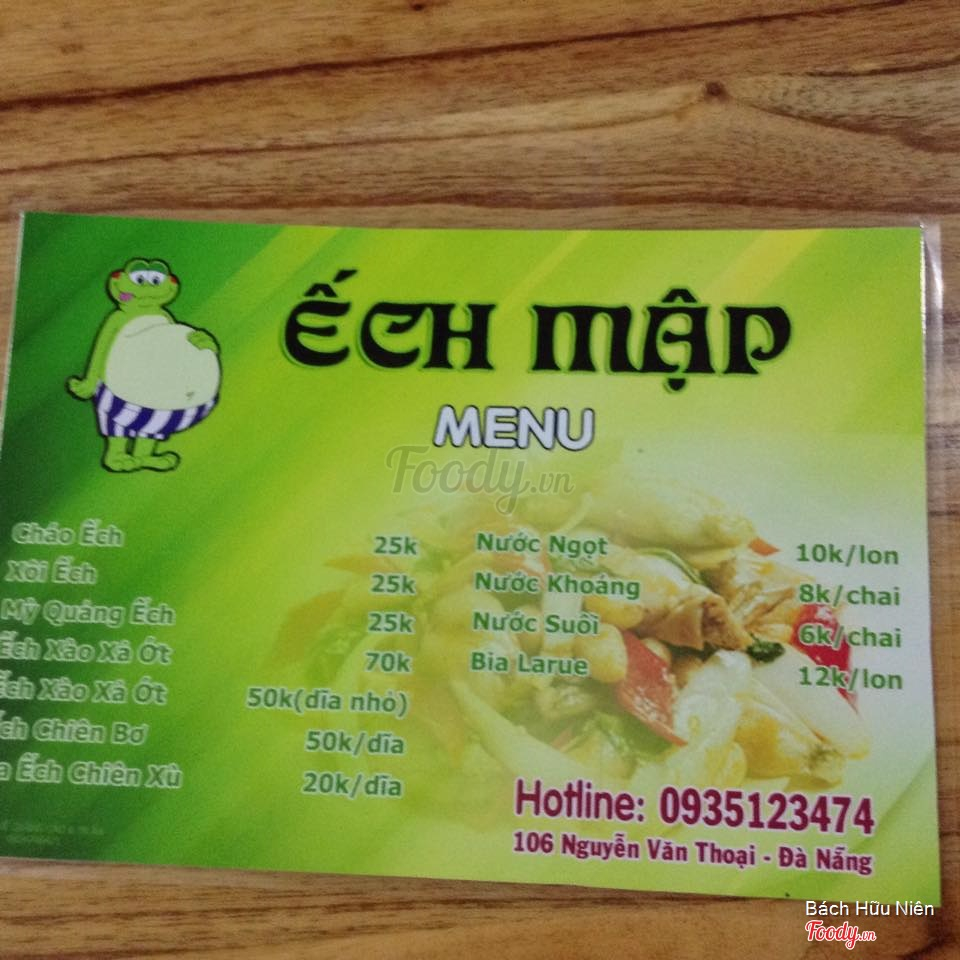 ẾCH MẬP
MENU
Foody.vn
Cháo Ếch 25k
Xôi Ếch 25k
Mỳ Quảng Ếch 25k
Ếch Xào Xả Ớt 70k
Ếch Xào Xả Ớt 50k(dĩa nhỏ)
Ếch Chiên Bơ 50k/dĩa
Ếch Chiên Xù 20k/dĩa
Nước Ngọt 10k/lon
Nước Khoáng 8k/chai
Nước Suối 6k/chai
Bia Larue 12k/lon
Hotline: 0935123474
106 Nguyễn Văn Thoại - Đà Nẵng
Bách Hữu Niên
Foody.vn